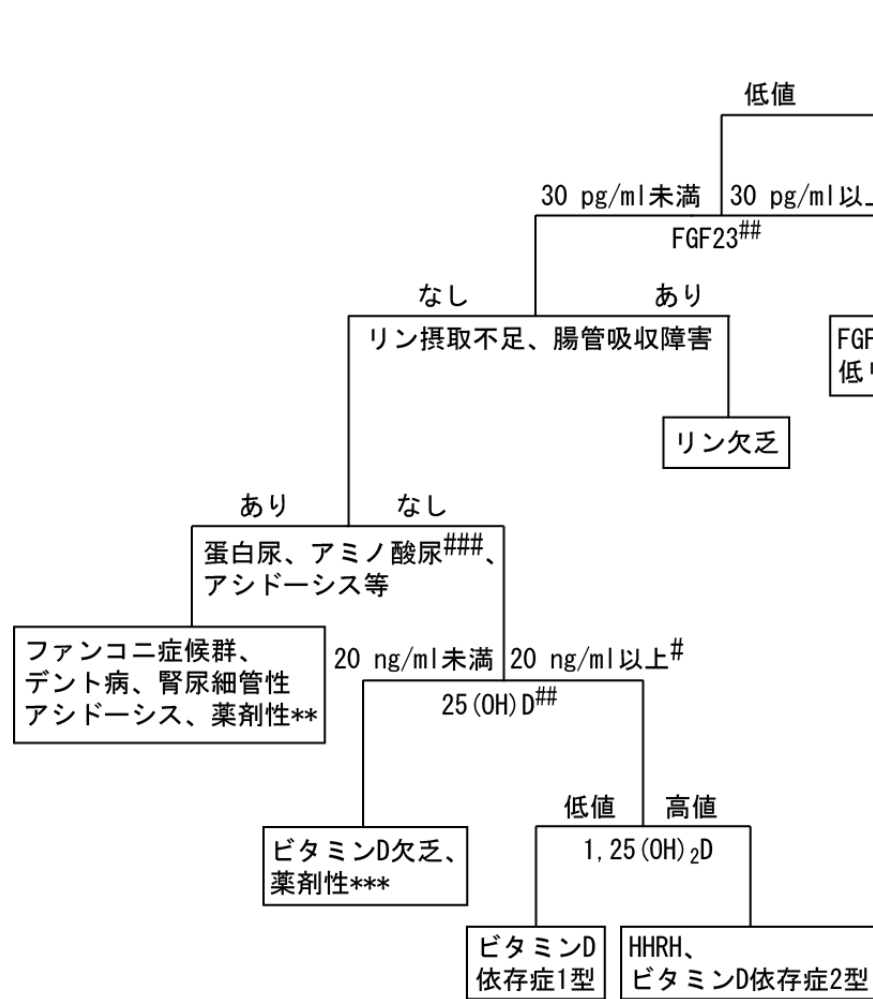 低値
30 pg/ml未満
30 pg/ml以
FGF23##
なし
あり
リン摂取不足、腸管吸収障害
FGF
低
リン欠乏
あり
なし
蛋白尿、アミノ酸尿###、
アシドーシス等
ファンコニ症候群、
デント病、腎尿細管性
アシドーシス、薬剤性**
20 ng/ml未満
20 ng/ml以上#
25(OH)D##
低値
高値
1,25(OH)₂D
ビタミンD欠乏、
薬剤性***
ビタミンD
依存症1型
HHRH、
ビタミンD依存症2型